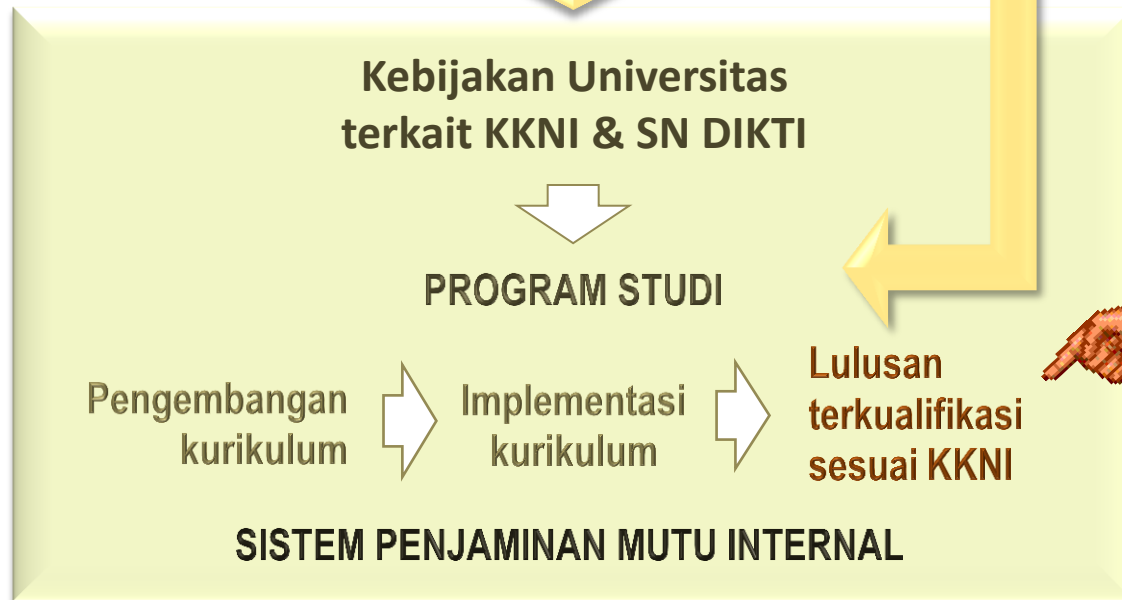 Kebijakan Universitas
terkait KKNI & SN DIKTI
PROGRAM STUDI
Pengembangan
kurikulum
Implementasi
kurikulum
Lulusan
terkualifikasi
sesuai KKNI
SISTEM PENJAMINAN MUTU INTERNAL